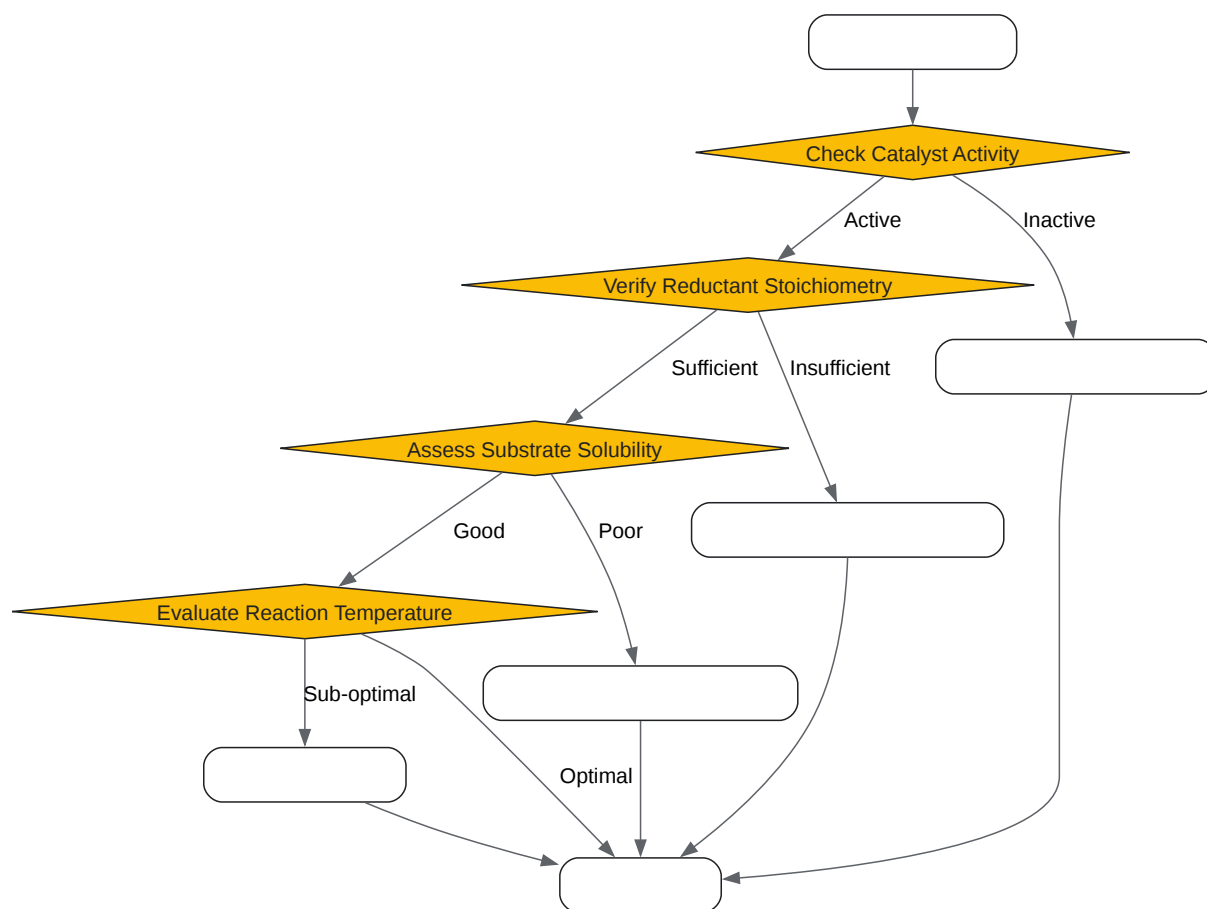 Check Catalyst Activity
Active
Inactive
Verify Reductant Stoichiometry
Sufficient
Insufficient
Assess Substrate Solubility
Good
Poor
Evaluate Reaction Temperature
Sub-optimal
Optimal